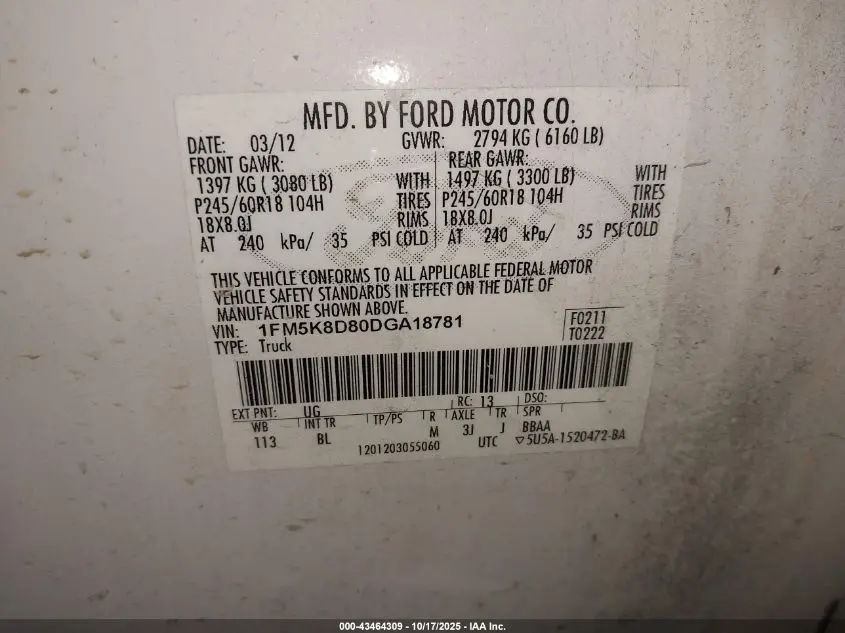 MFD. BY FORD MOTOR CO.
DATE: 03/12 GVWR: 2794 KG ( 6160 LB)
FRONT GAWR: REAR GAWR:
1397 KG ( 3080 LB) WITH 1497 KG ( 3300 LB) WITH
P245/60R18 104H TIRES P245/60R18 104H TIRES
18X8.0J RIMS 18X8.0J RIMS
AT 240 kPa/ 35 PSI COLD AT 240 kPa/ 35 PSI COLD
THIS VEHICLE CONFORMS TO ALL APPLICABLE FEDERAL MOTOR
VEHICLE SAFETY STANDARDS IN EFFECT ON THE DATE OF
MANUFACTURE SHOWN ABOVE.
VIN: 1FM5K8D80DGA18781 F0211
TYPE: Truck T0222
EXT PNT: UG RC: 13 DSO:
WB INT TR TP/PS R AXLE TR SPR
113 BL M 3J J BBAA
1201203055060 UTC ▽5U5A-1520472-BA
000-43464309 - 10/17/2025 - IAA Inc.